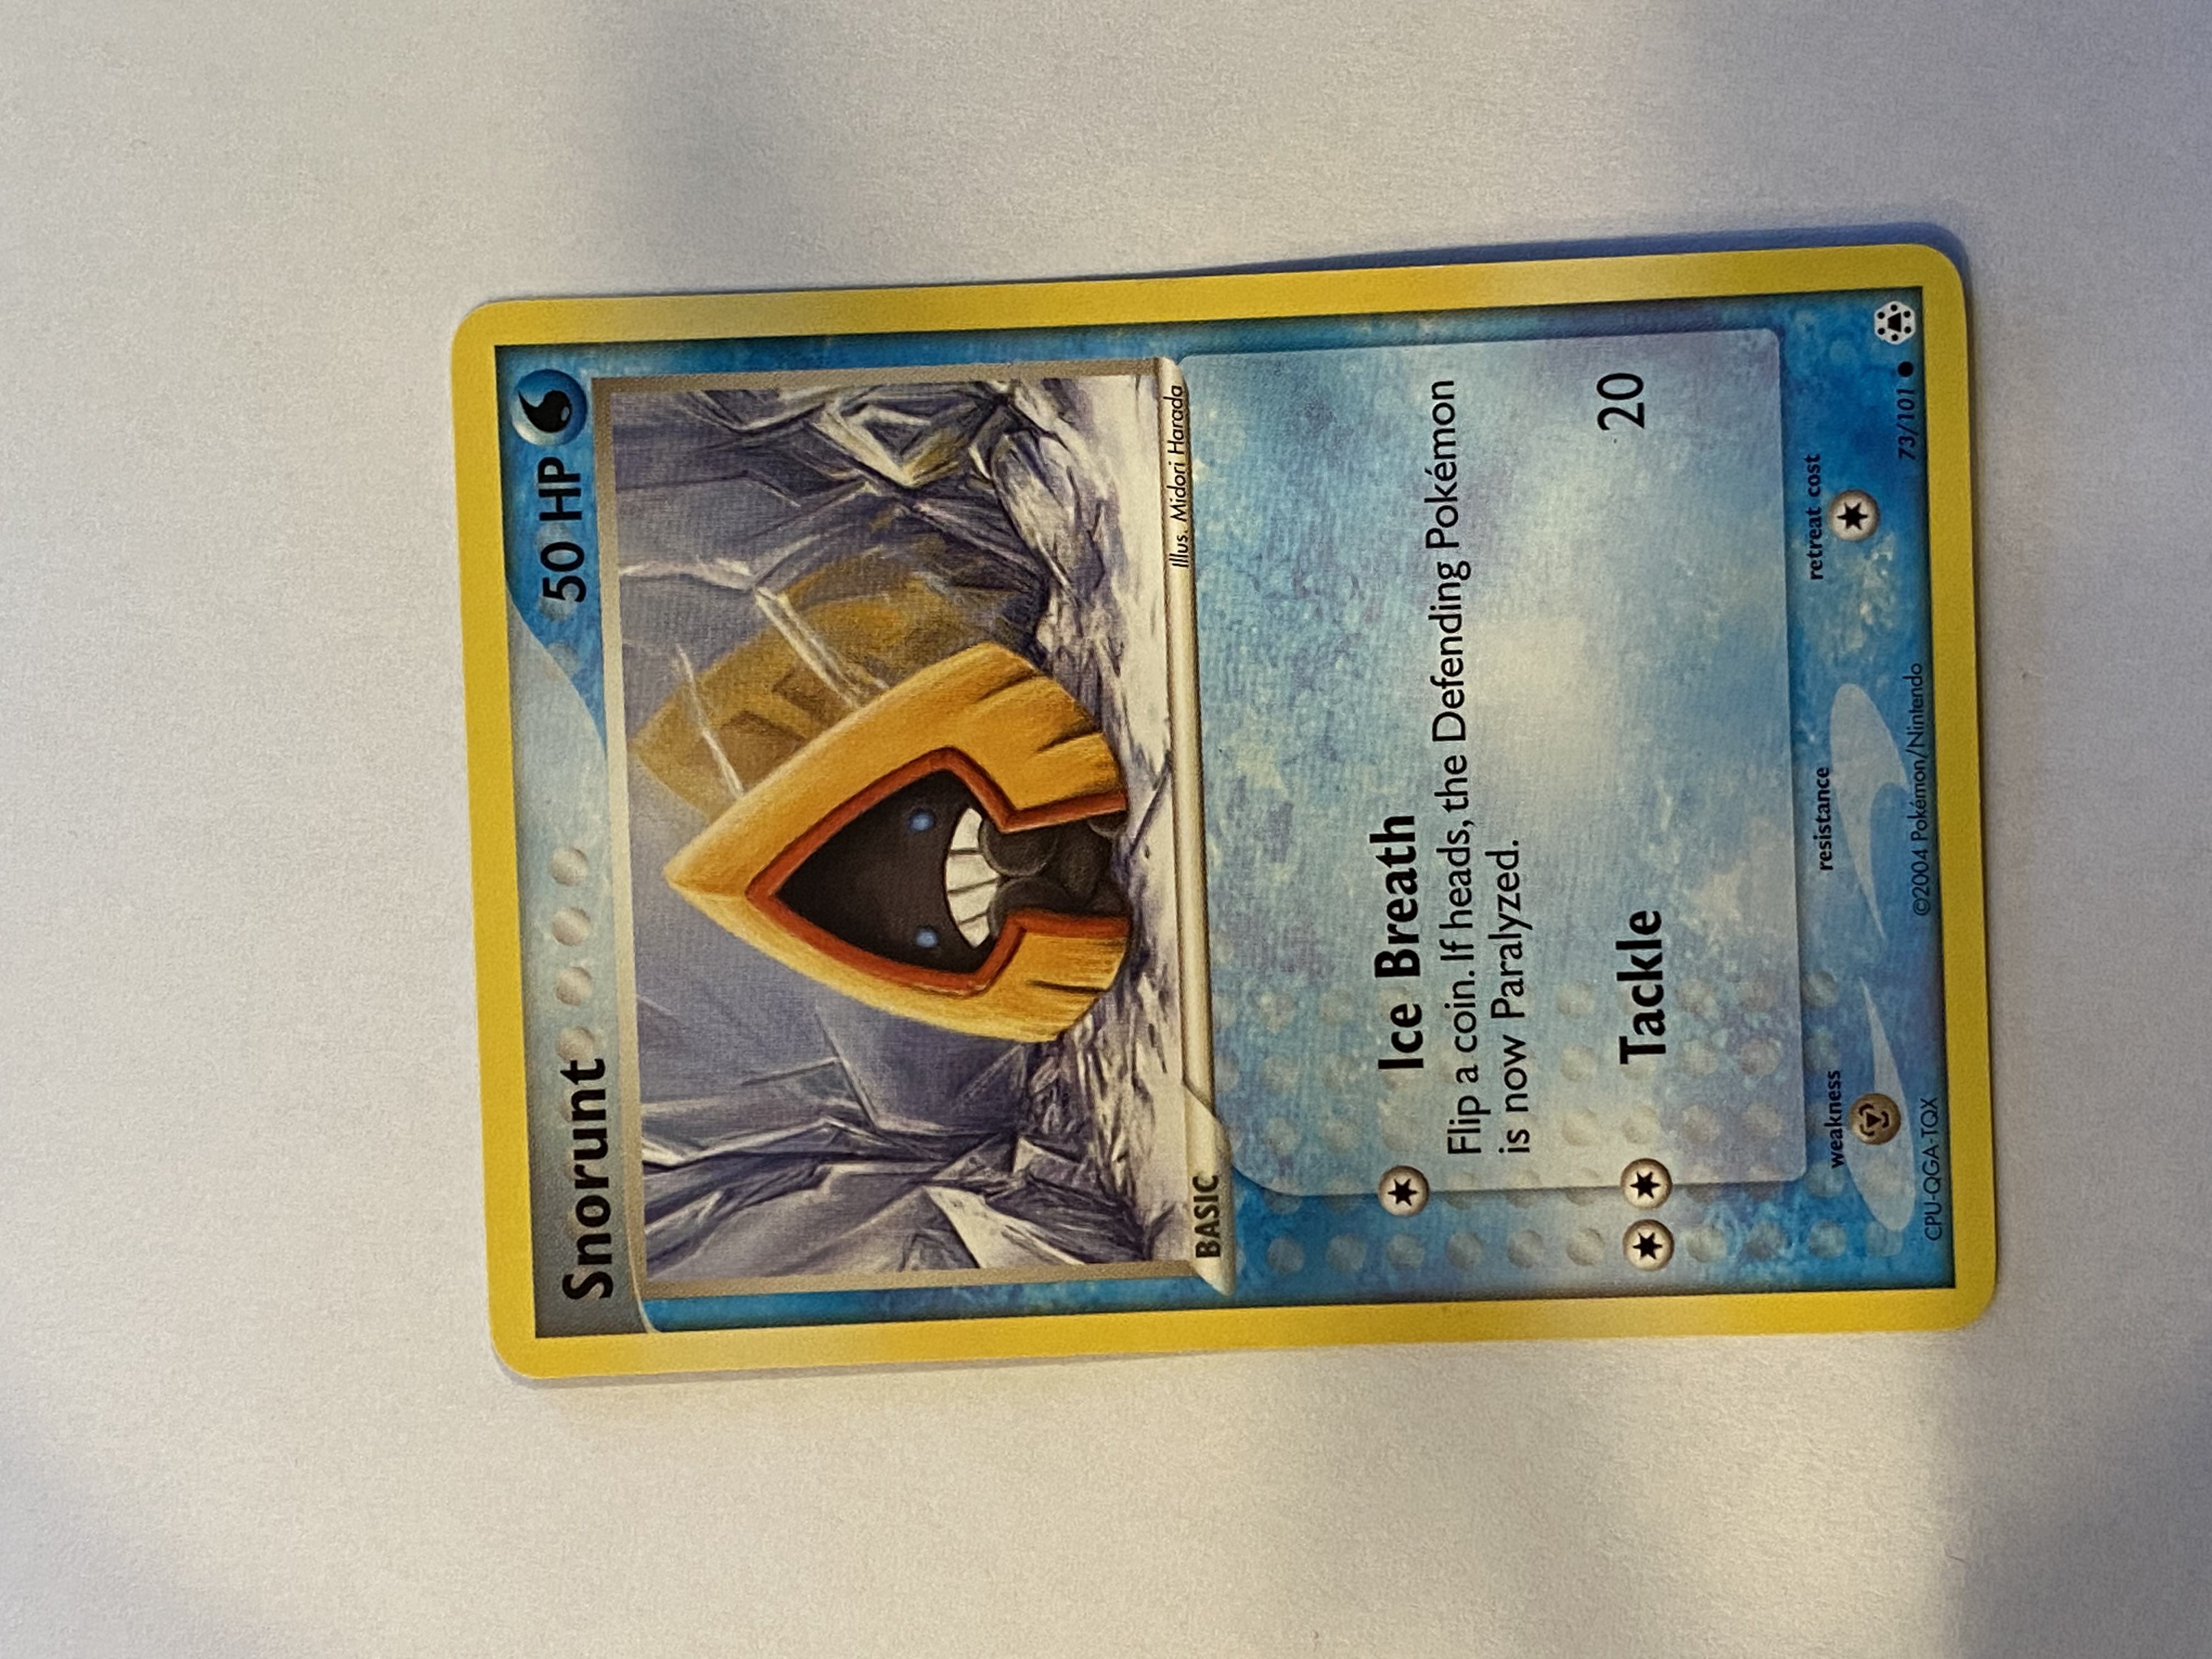 Snorunt 50 HP
BASIC
Illus. Midori Harada
Ice Breath
Flip a coin. If heads, the Defending Pokémon
is now Paralyzed.
Tackle 20
weakness resistance retreat cost
CPU-QGA-TQX ©2004 Pokémon/Nintendo 73/101